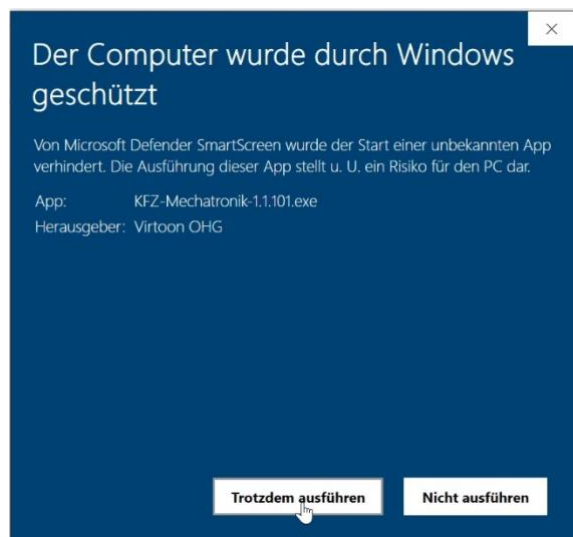 Der Computer wurde durch Windows
geschützt
Von Microsoft Defender SmartScreen wurde der Start einer unbekannten App
verhindert. Die Ausführung dieser App stellt u. U. ein Risiko für den PC dar.
App: KFZ-Mechatronik-1.1.101.exe
Herausgeber: Virtoon OHG
Trotzdem ausführen Nicht ausführen